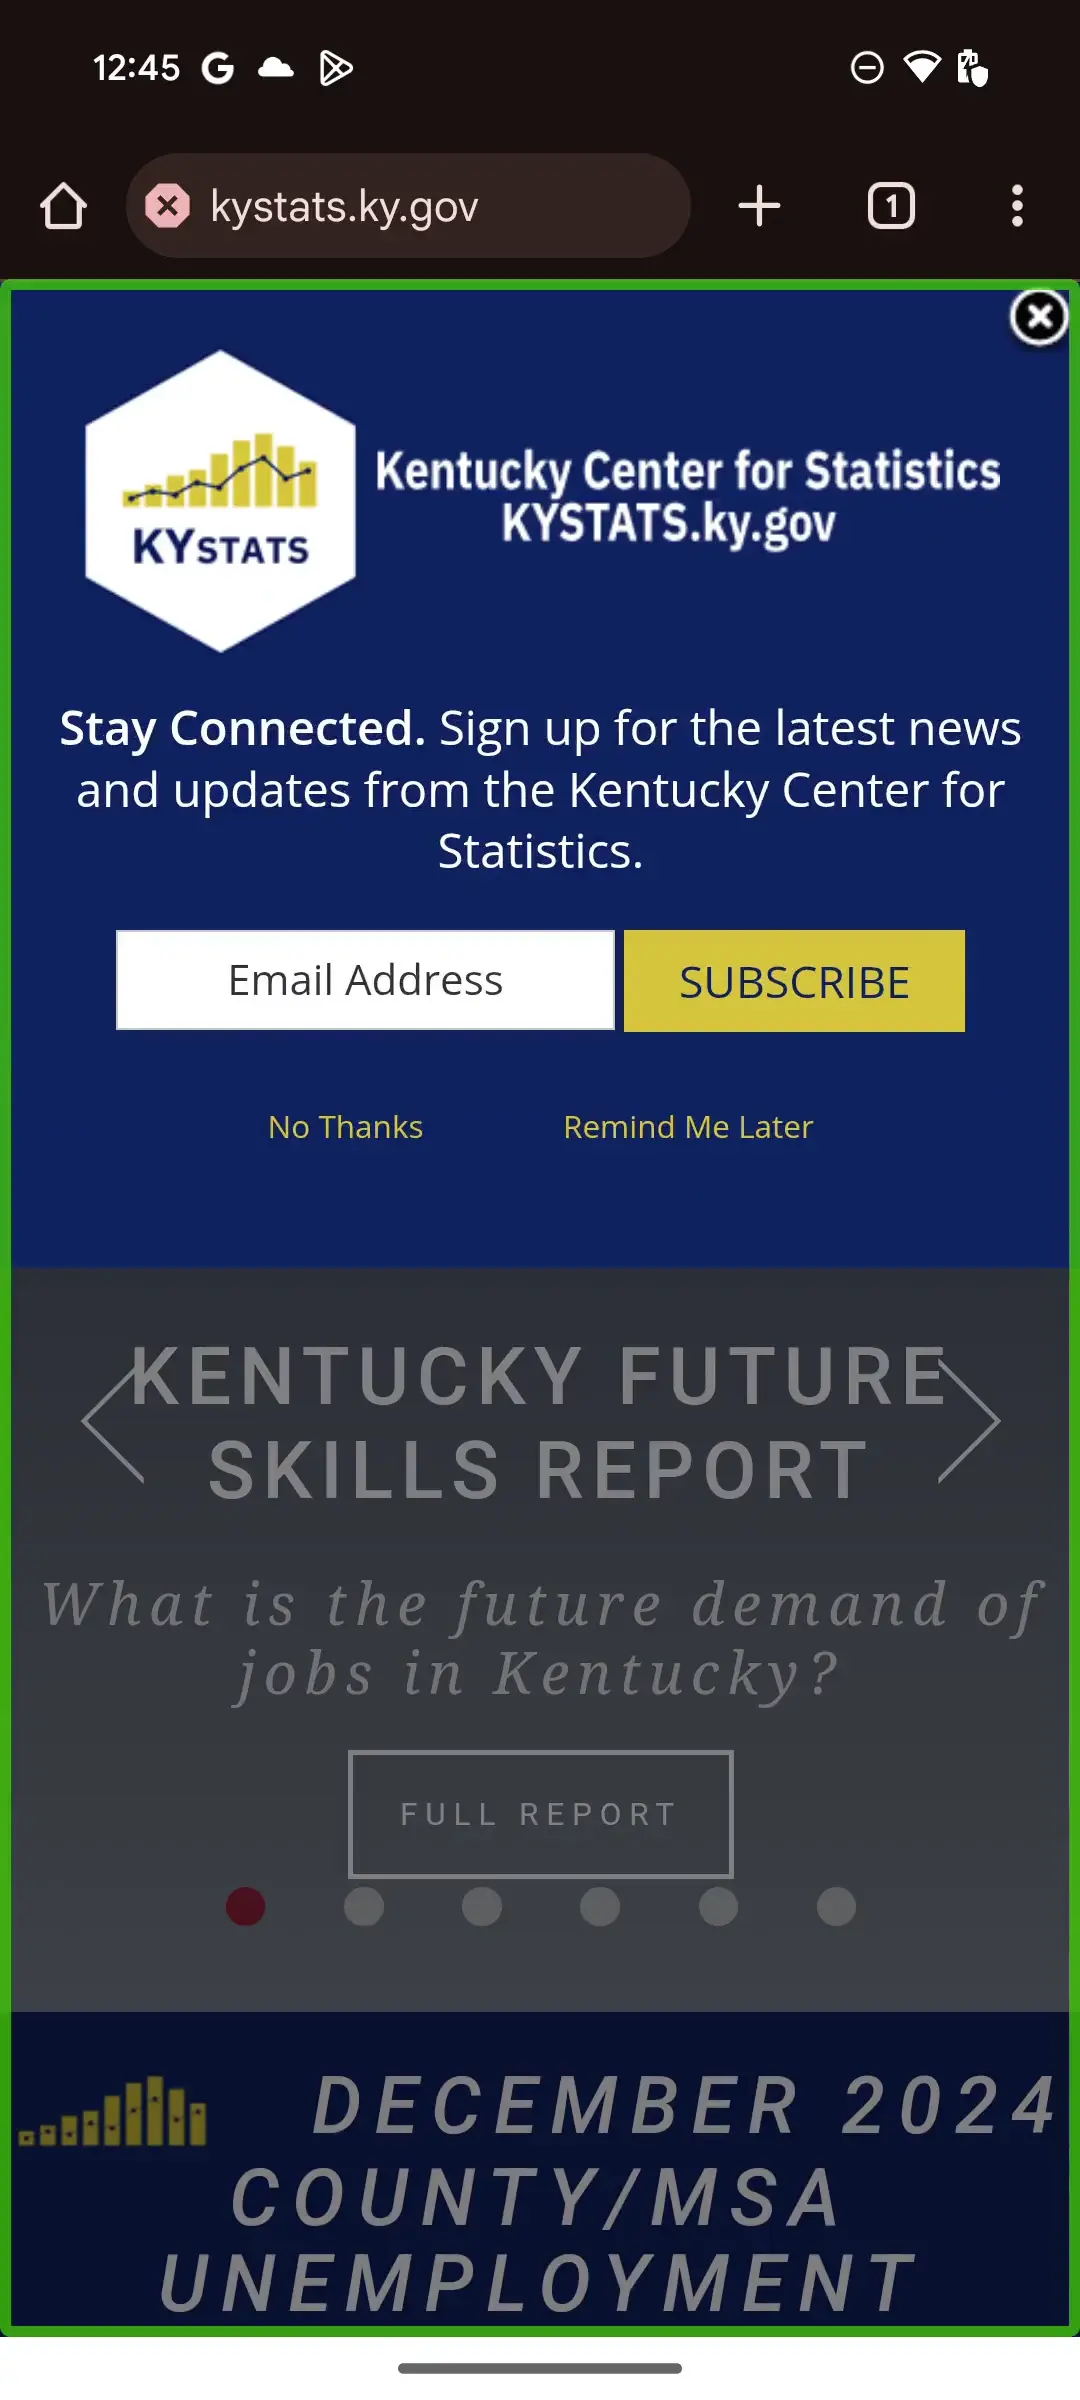 12:45
kystats.ky.gov
1
KYSTATS
Kentucky Center for Statistics
KYSTATS.ky.gov
Stay Connected. Sign up for the latest news
and updates from the Kentucky Center for
Statistics.
Email Address
SUBSCRIBE
No Thanks
Remind Me Later
KENTUCKY FUTURE
SKILLS REPORT
What is the future demand of
jobs in Kentucky?
FULL REPORT
DECEMBER 2024
COUNTY/MSA
UNEMPLOYMENT